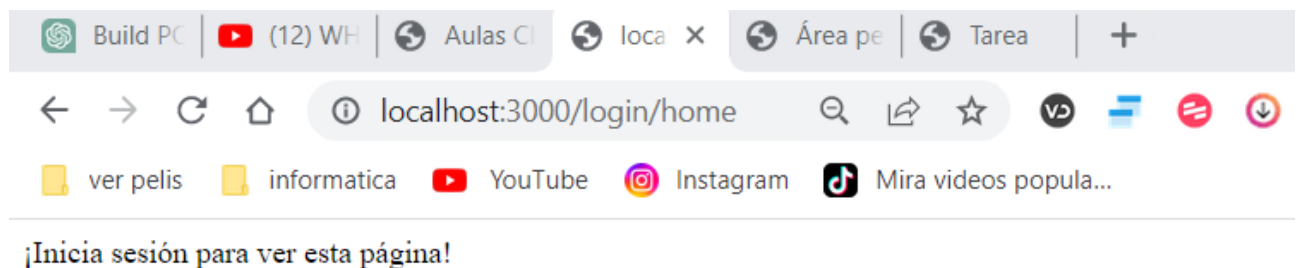 Build PC (12) WH Aulas Cl loca Área pe Tarea
localhost:3000/login/home
ver pelis informatica YouTube Instagram Mira videos popula...
¡Inicia sesión para ver esta página!